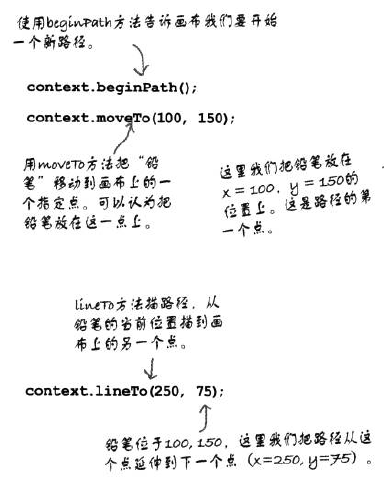 使用beginPath方法告诉画布我们要开始
一个新路径。
context.beginPath();
context.moveTo(100, 150);
用moveTo方法把“铅
笔”移动到画布上的一
个指定点。可以认为把
铅笔放在这一点上。
这里我们把铅笔放在
x = 100, y = 150的
位置上。这是路径的第
一个点。
lineTo方法描路径，从
铅笔的当前位置描到画
布上的另一个点。
context.lineTo(250, 75);
铅笔位于100, 150，这里我们把路径从这
个点延伸到下一个点（x=250, y=75）。